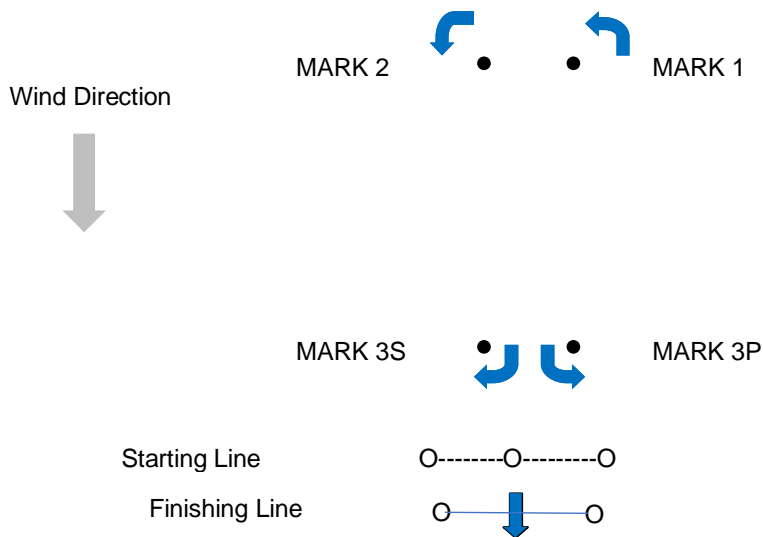 MARK 2 MARK 1
Wind Direction
MARK 3S MARK 3P
Starting Line O--------O---------O
Finishing Line O O